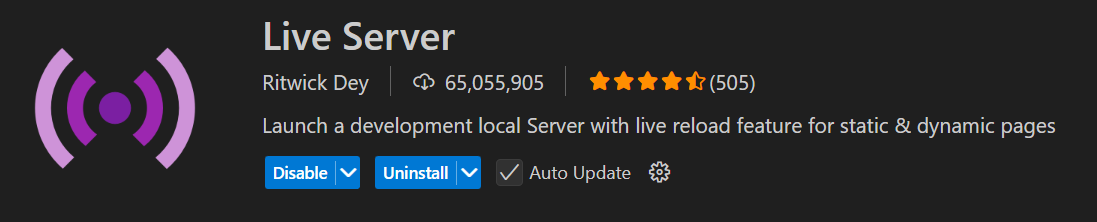 Live Server
Ritwick Dey 65,055,905 (505)
Launch a development local Server with live reload feature for static & dynamic pages
Disable Uninstall Auto Update